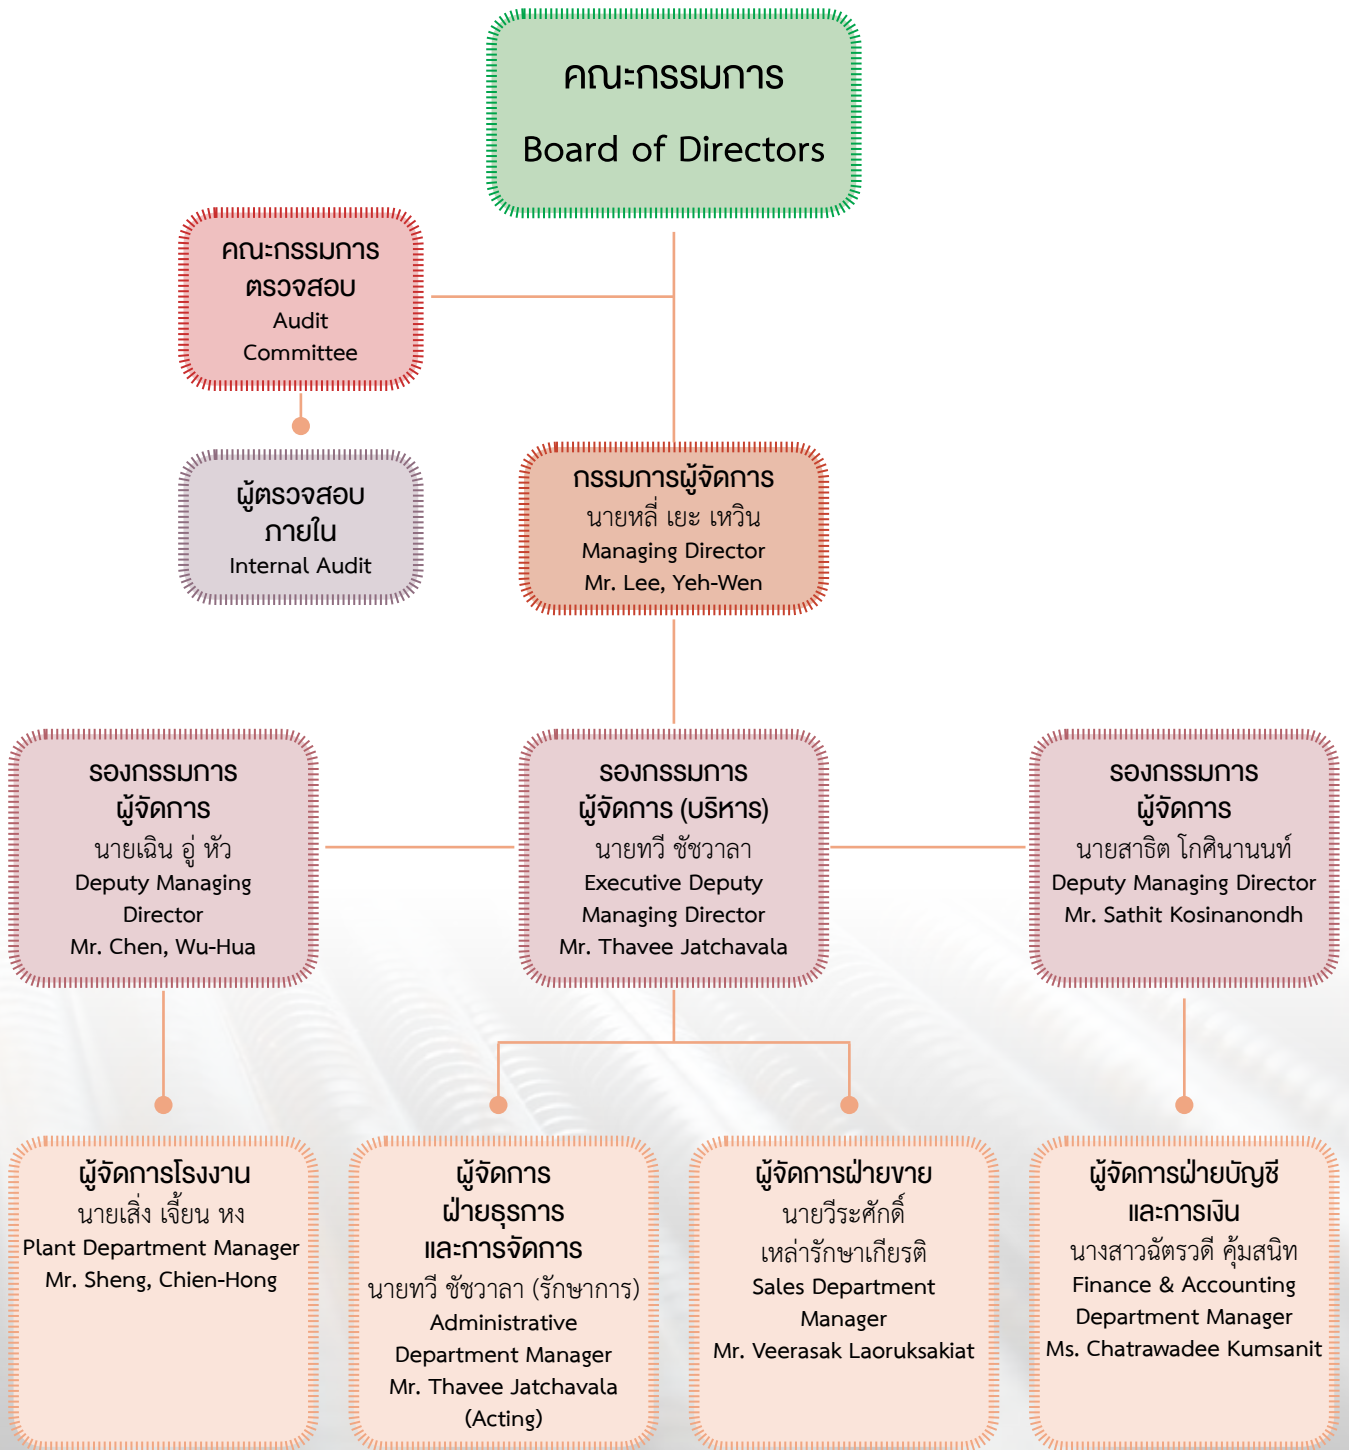 คณะกรรมการ
Board of Directors
คณะกรรมการ
ตรวจสอบ
Audit
Committee
ผู้ตรวจสอบ
ภายใน
Internal Audit
กรรมการผู้จัดการ
นายหลี่ เยะ เหวิน
Managing Director
Mr. Lee, Yeh-Wen
รองกรรมการ
ผู้จัดการ
นายเฉิน อู่ หัว
Deputy Managing
Director
Mr. Chen, Wu-Hua
รองกรรมการ
ผู้จัดการ (บริหาร)
นายทวี ชัชวาลา
Executive Deputy
Managing Director
Mr. Thavee Jatchavala
รองกรรมการ
ผู้จัดการ
นายสาธิต โกศินานนท์
Deputy Managing Director
Mr. Sathit Kosinanondh
ผู้จัดการโรงงาน
นายเสิ่ง เจี้ยน หง
Plant Department Manager
Mr. Sheng, Chien-Hong
ผู้จัดการ
ฝ่ายธุรการ
และการจัดการ
นายทวี ชัชวาลา (รักษาการ)
Administrative
Department Manager
Mr. Thavee Jatchavala
(Acting)
ผู้จัดการฝ่ายขาย
นายวีระศักดิ์
เหล่ารักษาเกียรติ
Sales Department
Manager
Mr. Veerasak Laoruksakiat
ผู้จัดการฝ่ายบัญชี
และการเงิน
นางสาวฉัตรวดี คุ้มสนิท
Finance & Accounting
Department Manager
Ms. Chatrawadee Kumsanit